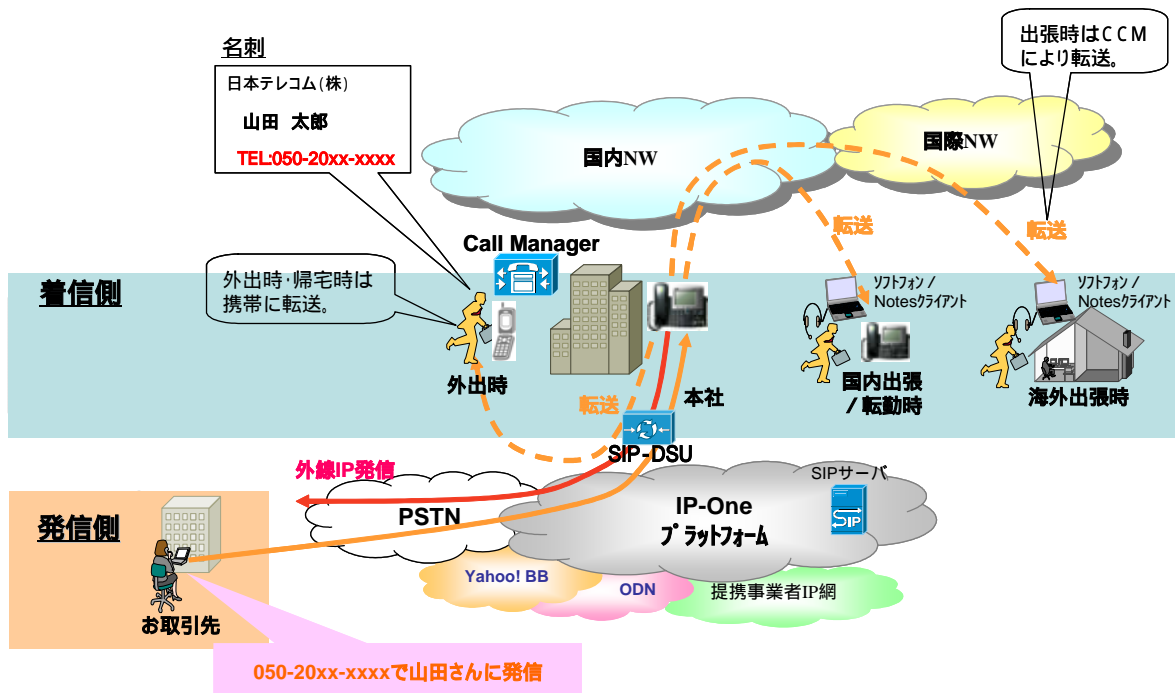 名刺
日本テレコム(株)
山田 太郎
TEL:050-20xx-xxxx
出張時はCCM
により転送。
国内NW
国際NW
転送
転送
Call Manager
着信側
外出時・帰宅時は
携帯に転送。
ソフトフォン /
Notesクライアント
ソフトフォン /
Notesクライアント
外出時
転送
本社
国内出張
/ 転勤時
海外出張時
SIP-DSU
外線IP発信
SIPサーバ
SIP
PSTN
IP-One
プラットフォーム
発信側
Yahoo! BB
ODN
提携事業者IP網
お取引先
050-20xx-xxxxで山田さんに発信